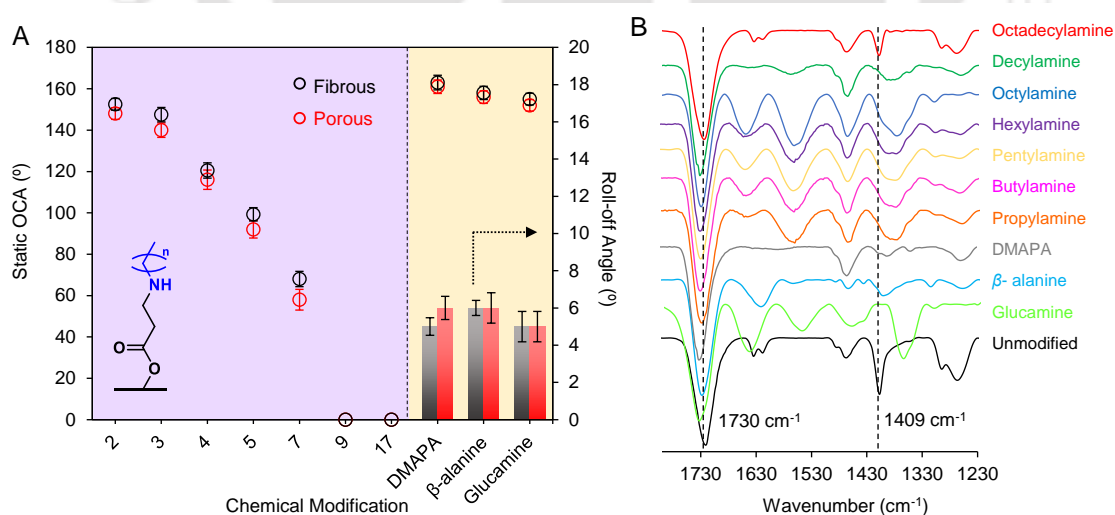 A
180
160
140
120
100
80
60
40
20
0
Static OCA (º)
Fibrous
Porous
n
NH
O
O
20
18
16
14
12
10
8
6
4
2
0
Roll-off Angle (º)
2
3
4
5
7
9
17
DMAPA
β-alanine
Glucamine
Chemical Modification
B
Octadecylamine
Decylamine
Octylamine
Hexylamine
Pentylamine
Butylamine
Propylamine
DMAPA
β- alanine
Glucamine
Unmodified
1730 cm-1
1409 cm-1
1730 1630 1530 1430 1330 1230
Wavenumber (cm-1)